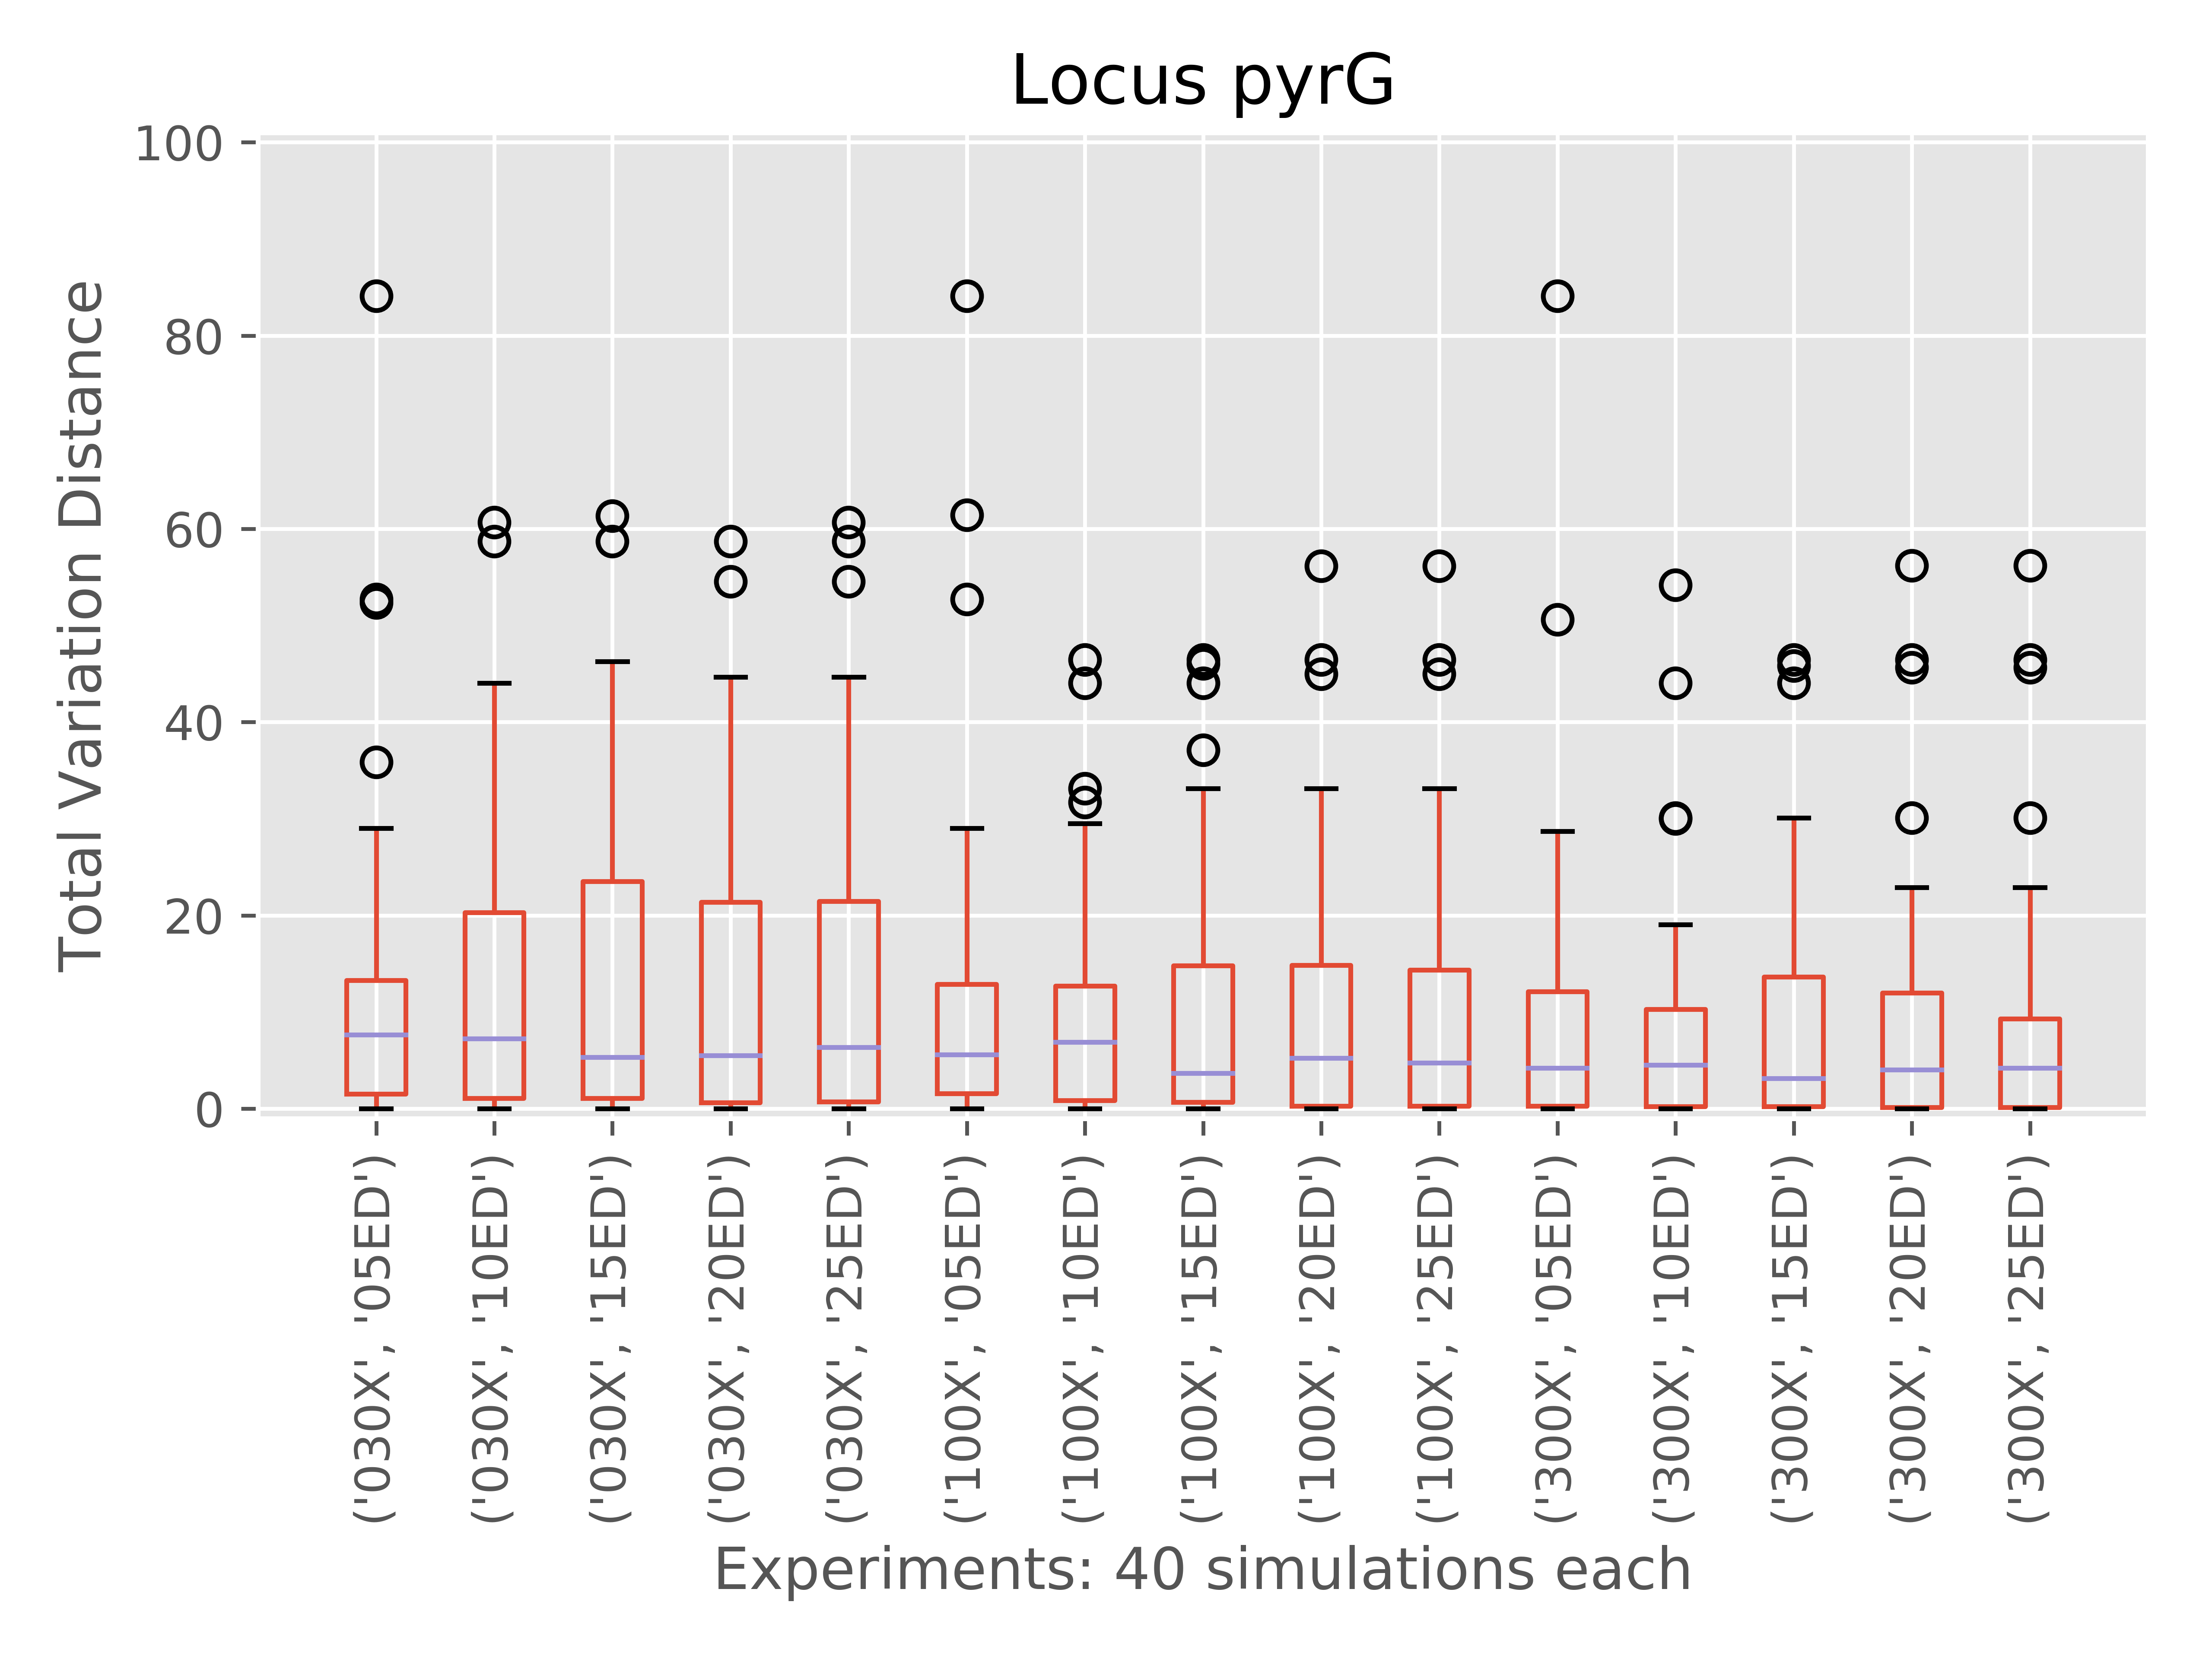 Locus pyrG
Total Variation Distance
100
80
60
40
20
0
('030X', '05ED')
('030X', '10ED')
('030X', '15ED')
('030X', '20ED')
('030X', '25ED')
('100X', '05ED')
('100X', '10ED')
('100X', '15ED')
('100X', '20ED')
('100X', '25ED')
('300X', '05ED')
('300X', '10ED')
('300X', '15ED')
('300X', '20ED')
('300X', '25ED')
Experiments: 40 simulations each